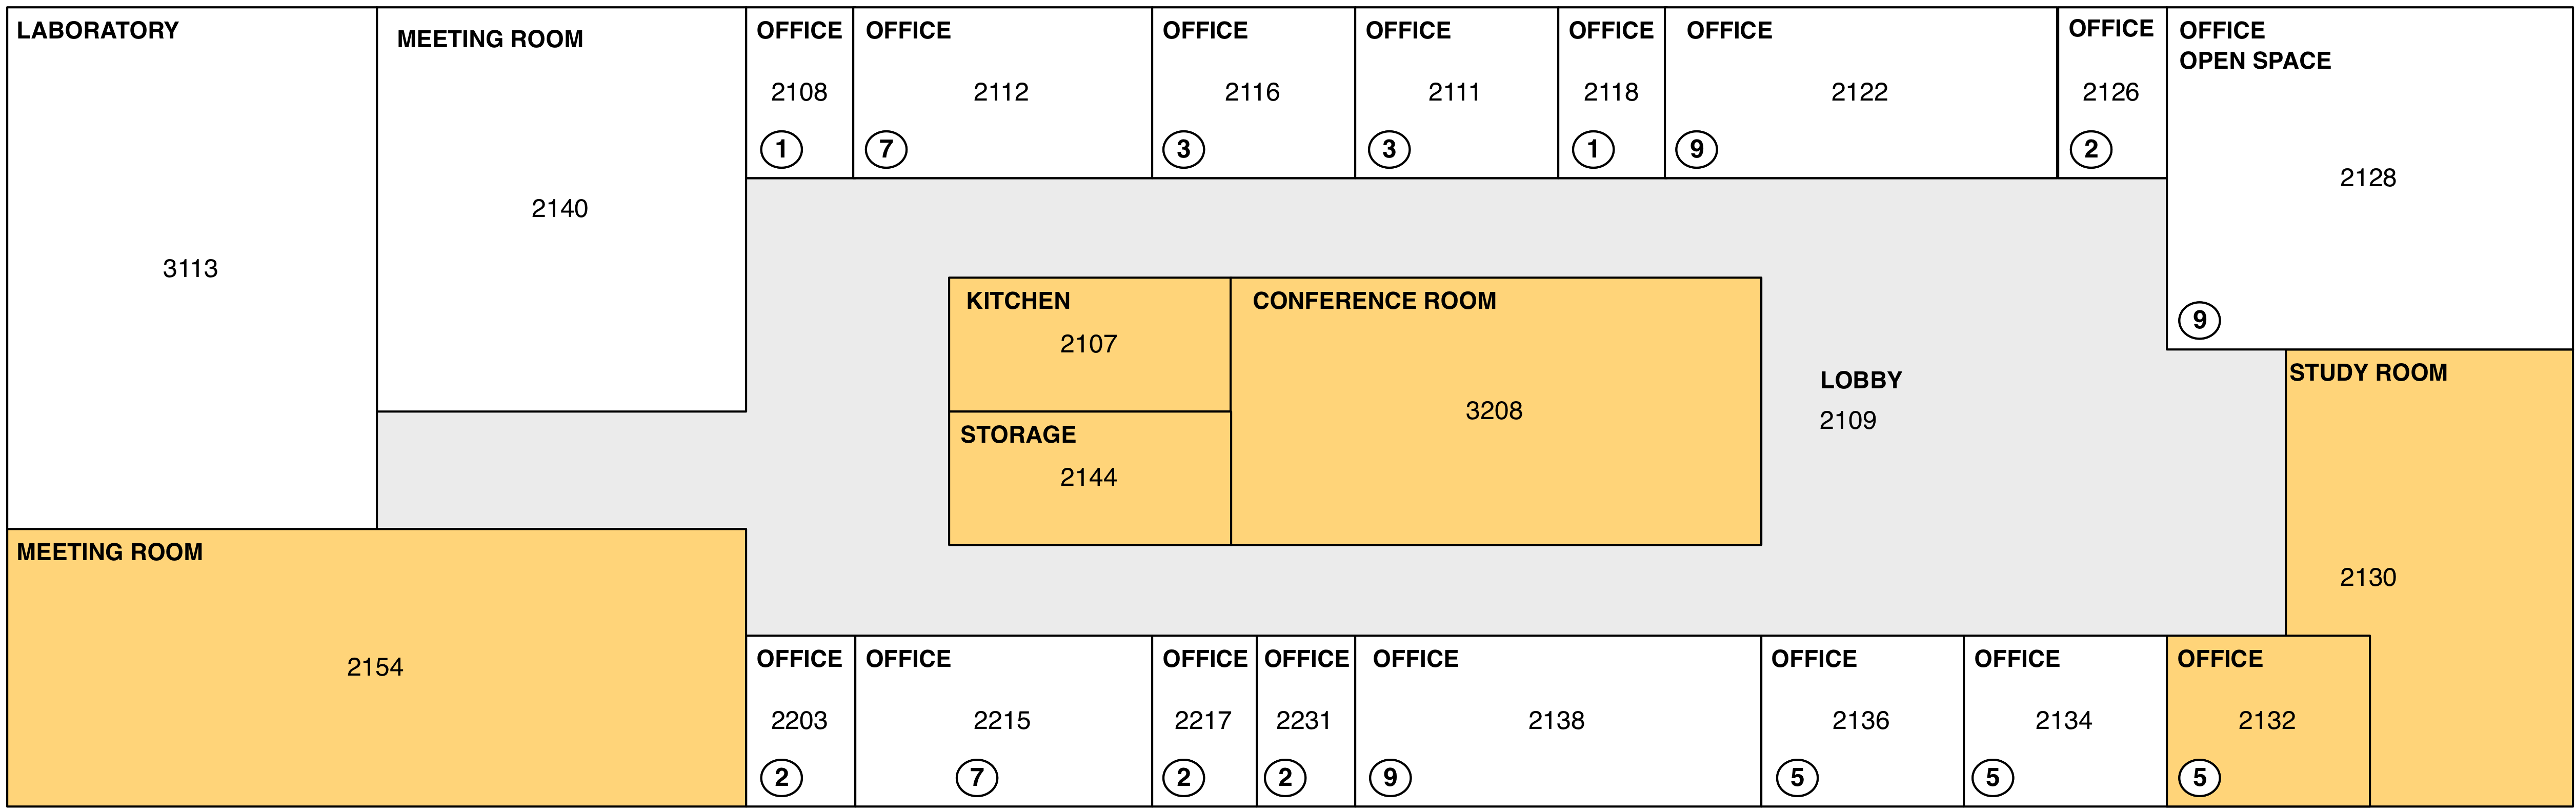 LABORATORY
3113
MEETING ROOM
2140
OFFICE
2108
1
OFFICE
2112
7
OFFICE
2116
3
OFFICE
2111
3
OFFICE
2118
1
OFFICE
2122
9
OFFICE
2126
2
OFFICE
OPEN SPACE
2128
9
KITCHEN
2107
STORAGE
2144
CONFERENCE ROOM
3208
LOBBY
2109
STUDY ROOM
2130
MEETING ROOM
2154
OFFICE
2203
2
OFFICE
2215
7
OFFICE
2217
2
OFFICE
2231
2
OFFICE
2138
9
OFFICE
2136
5
OFFICE
2134
5
OFFICE
2132
5